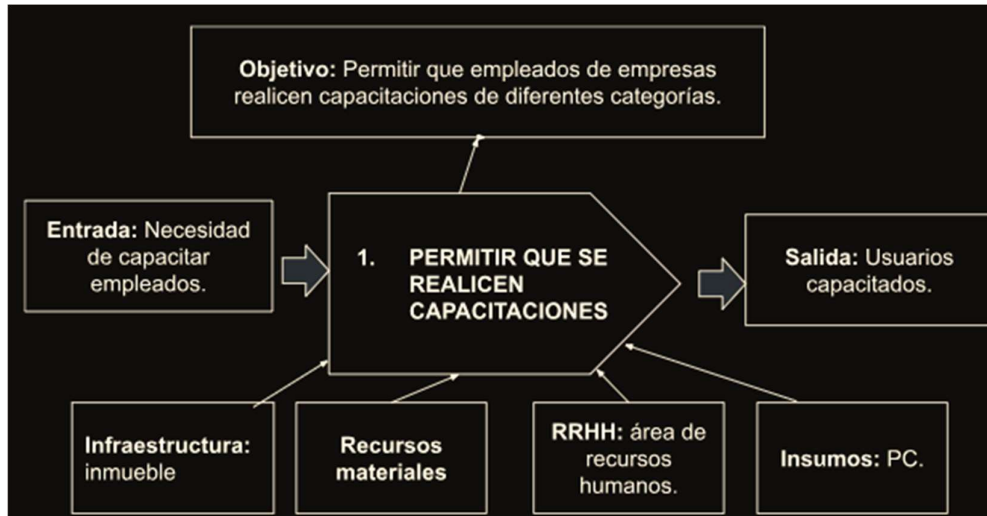 Objetivo: Permitir que empleados de empresas
realicen capacitaciones de diferentes categorías.
Entrada: Necesidad
de capacitar
empleados.
1. PERMITIR QUE SE
REALICEN
CAPACITACIONES
Salida: Usuarios
capacitados.
Infraestructura:
inmueble
Recursos
materiales
RRHH: área de
recursos
humanos.
Insumos: PC.